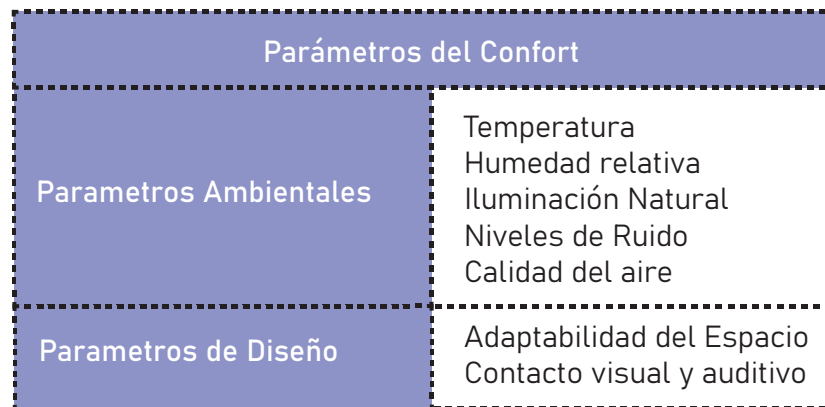 Parámetros del Confort
Parametros Ambientales
Temperatura
Humedad relativa
Iluminación Natural
Niveles de Ruido
Calidad del aire
Parametros de Diseño
Adaptabilidad del Espacio
Contacto visual y auditivo